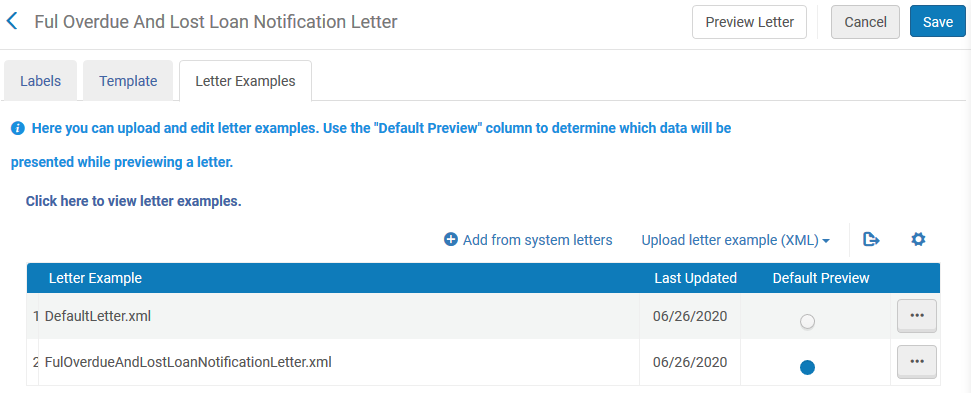 Ful Overdue And Lost Loan Notification Letter
Preview Letter
Cancel
Save
Labels
Template
Letter Examples
Here you can upload and edit letter examples. Use the "Default Preview" column to determine which data will be
presented while previewing a letter.
Click here to view letter examples.
Add from system letters
Upload letter example (XML)
Letter Example Last Updated Default Preview
1 DefaultLetter.xml 06/26/2020
2 FulOverdueAndLostLoanNotificationLetter.xml 06/26/2020